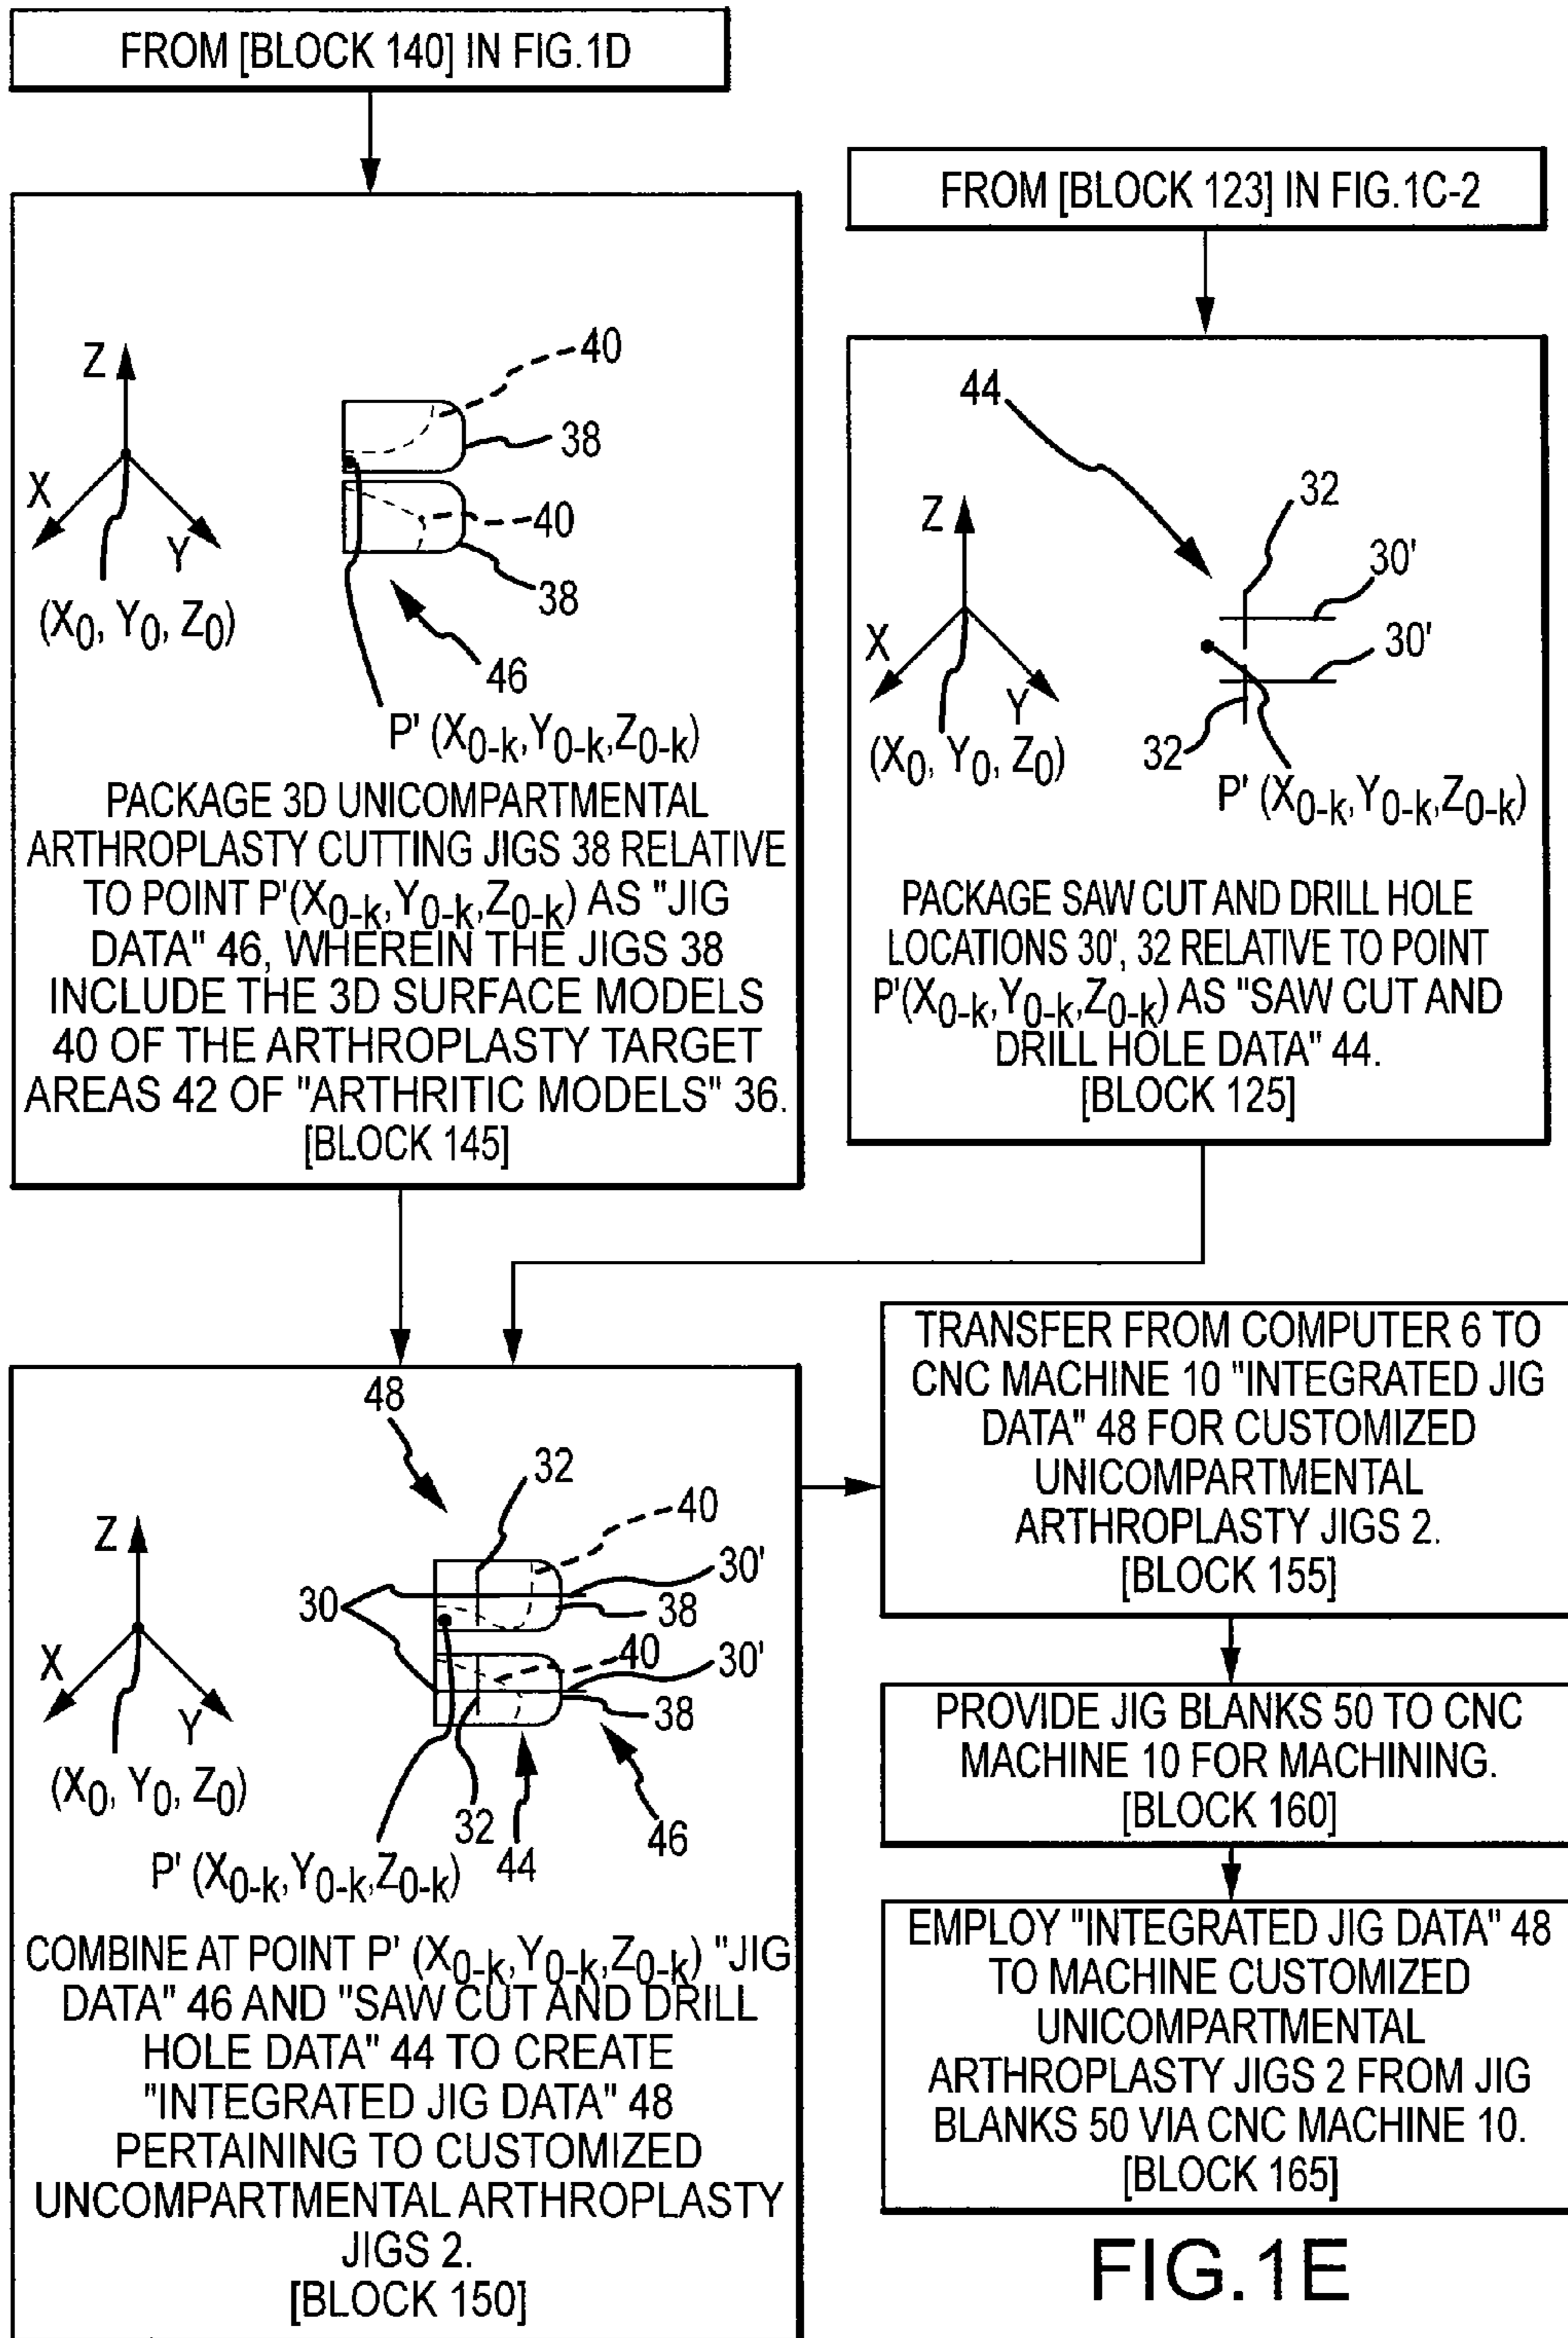 FROM [BLOCK 140] IN FIG.1D
Z
X
Y
(X0, Y0, Z0)
40
38
40
38
46
P' (X0-k,Y0-k,Z0-k)
PACKAGE 3D UNICOMPARTMENTAL
ARTHROPLASTY CUTTING JIGS 38 RELATIVE
TO POINT P'(X0-k,Y0-k,Z0-k) AS "JIG
DATA" 46, WHEREIN THE JIGS 38
INCLUDE THE 3D SURFACE MODELS
40 OF THE ARTHROPLASTY TARGET
AREAS 42 OF "ARTHRITIC MODELS" 36.
[BLOCK 145]
FROM [BLOCK 123] IN FIG.1C-2
44
Z
X
Y
(X0, Y0, Z0)
32
30'
30'
32
P' (X0-k,Y0-k,Z0-k)
PACKAGE SAW CUT AND DRILL HOLE
LOCATIONS 30', 32 RELATIVE TO POINT
P'(X0-k,Y0-k,Z0-k) AS "SAW CUT AND
DRILL HOLE DATA" 44.
[BLOCK 125]
48
Z
X
Y
(X0, Y0, Z0)
32
40
30'
30
38
40
30'
38
32
44
46
P' (X0-k,Y0-k,Z0-k)
COMBINE AT POINT P' (X0-k,Y0-k,Z0-k) "JIG
DATA" 46 AND "SAW CUT AND DRILL
HOLE DATA" 44 TO CREATE
"INTEGRATED JIG DATA" 48
PERTAINING TO CUSTOMIZED
UNCOMPARTMENTAL ARTHROPLASTY
JIGS 2.
[BLOCK 150]
TRANSFER FROM COMPUTER 6 TO
CNC MACHINE 10 "INTEGRATED JIG
DATA" 48 FOR CUSTOMIZED
UNICOMPARTMENTAL
ARTHROPLASTY JIGS 2.
[BLOCK 155]
PROVIDE JIG BLANKS 50 TO CNC
MACHINE 10 FOR MACHINING.
[BLOCK 160]
EMPLOY "INTEGRATED JIG DATA" 48
TO MACHINE CUSTOMIZED
UNICOMPARTMENTAL
ARTHROPLASTY JIGS 2 FROM JIG
BLANKS 50 VIA CNC MACHINE 10.
[BLOCK 165]
FIG.1E